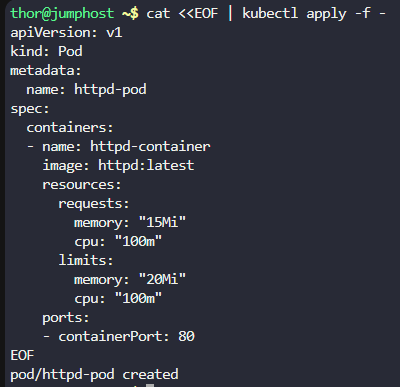 thor@jumphost ~$ cat <<EOF | kubectl apply -f -
apiVersion: v1
kind: Pod
metadata:
  name: httpd-pod
spec:
  containers:
  - name: httpd-container
    image: httpd:latest
    resources:
      requests:
        memory: "15Mi"
        cpu: "100m"
      limits:
        memory: "20Mi"
        cpu: "100m"
    ports:
    - containerPort: 80
EOF
pod/httpd-pod created